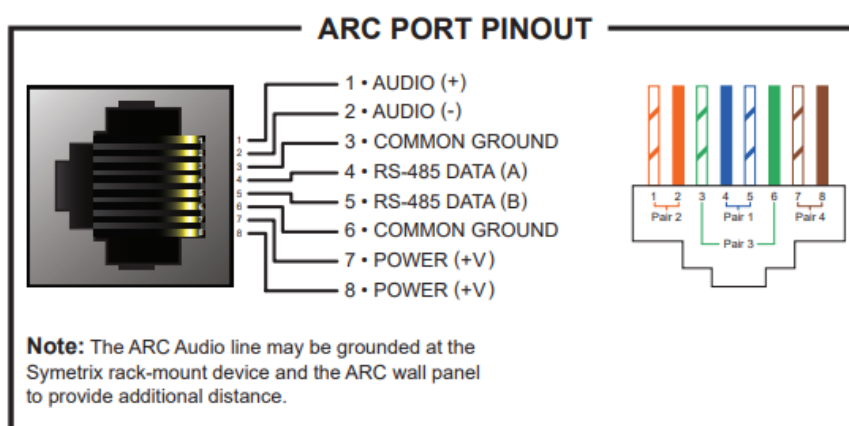 ARC PORT PINOUT
1 2 3 4 5 6 7 8
1 • AUDIO (+)
2 • AUDIO (-)
3 • COMMON GROUND
4 • RS-485 DATA (A)
5 • RS-485 DATA (B)
6 • COMMON GROUND
7 • POWER (+V)
8 • POWER (+V)
1 2 3 4 5 6 7 8
Pair 2 Pair 1 Pair 4
Pair 3
Note: The ARC Audio line may be grounded at the
Symetrix rack-mount device and the ARC wall panel
to provide additional distance.